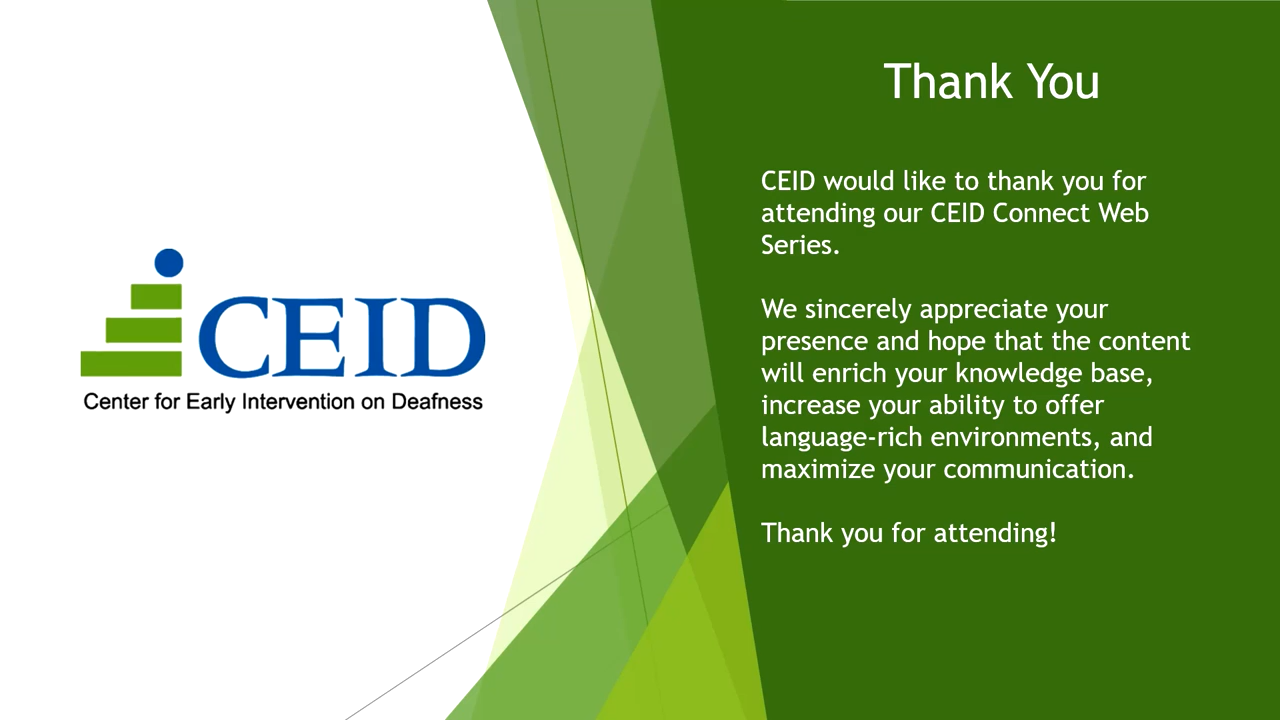 CEID
Center for Early Intervention on Deafness
Thank You
CEID would like to thank you for
attending our CEID Connect Web
Series.
We sincerely appreciate your
presence and hope that the content
will enrich your knowledge base,
increase your ability to offer
language-rich environments, and
maximize your communication.
Thank you for attending!